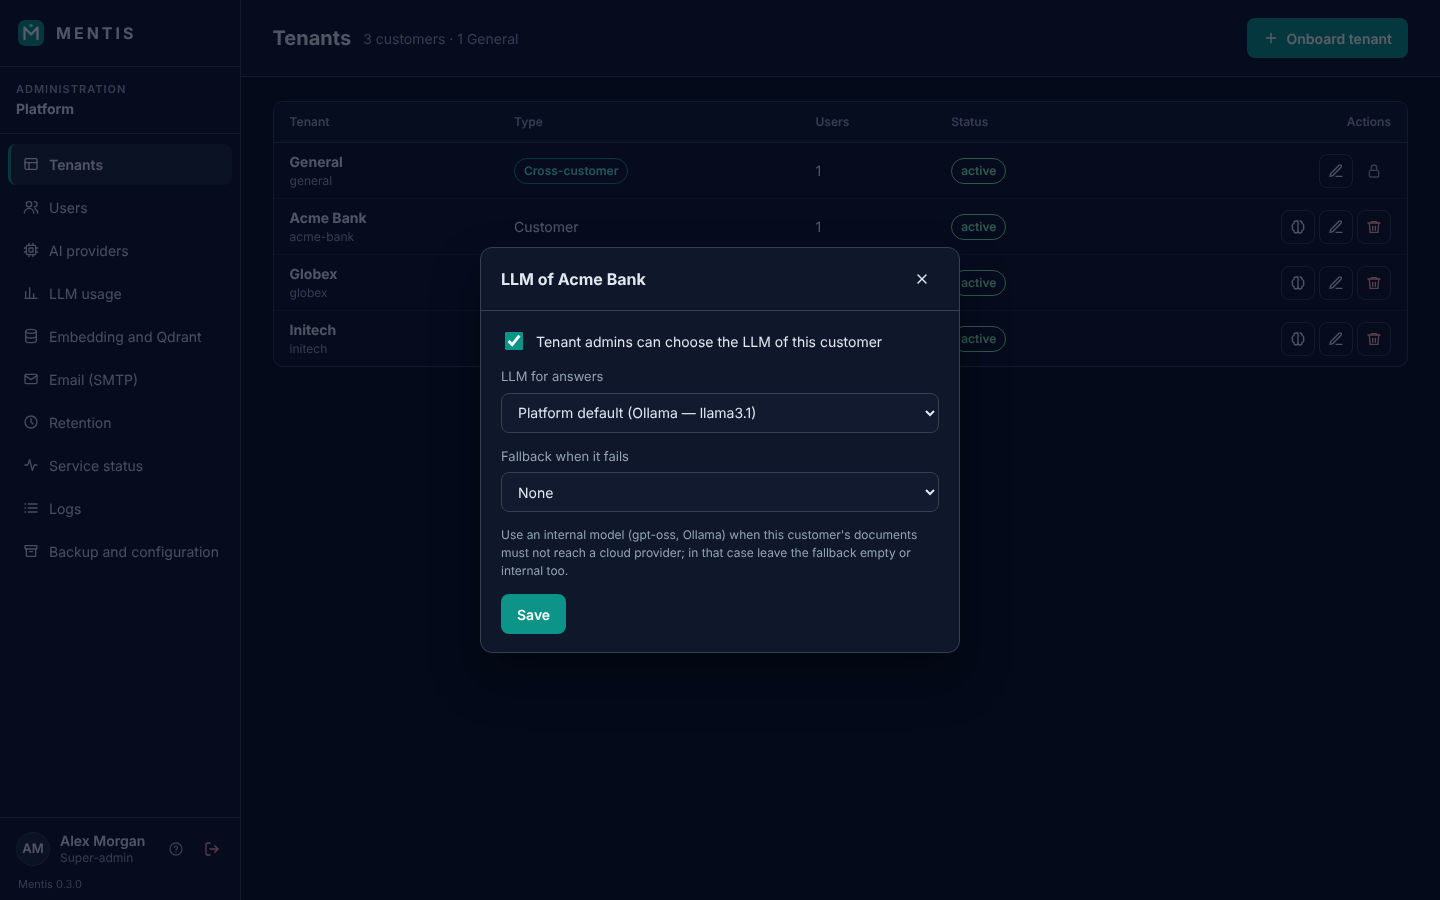 MENTIS
ADMINISTRATION
Platform
Tenants
Users
AI providers
LLM usage
Embedding and Qdrant
Email (SMTP)
Retention
Service status
Logs
Backup and configuration
AM
Alex Morgan
Super-admin
Mentis 0.3.0
Tenants 3 customers · 1 General
+ Onboard tenant
Tenant Type Users Status Actions
General
general
Cross-customer 1 active
Acme Bank
acme-bank
Customer 1 active
Globex
globex
active
Initech
initech
active
LLM of Acme Bank
Tenant admins can choose the LLM of this customer
LLM for answers
Platform default (Ollama — llama3.1)
Fallback when it fails
None
Use an internal model (gpt-oss, Ollama) when this customer's documents
must not reach a cloud provider; in that case leave the fallback empty or
internal too.
Save